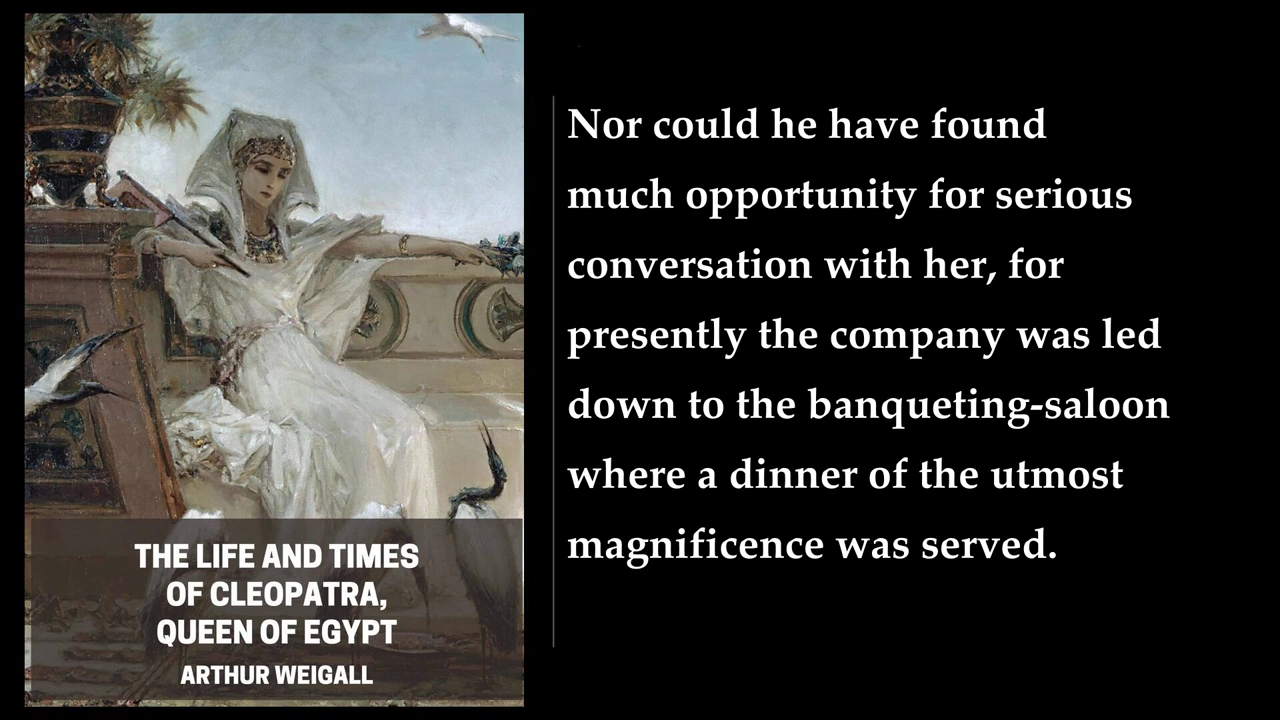 THE LIFE AND TIMES
OF CLEOPATRA,
QUEEN OF EGYPT
ARTHUR WEIGALL
Nor could he have found
much opportunity for serious
conversation with her, for
presently the company was led
down to the banqueting-saloon
where a dinner of the utmost
magnificence was served.